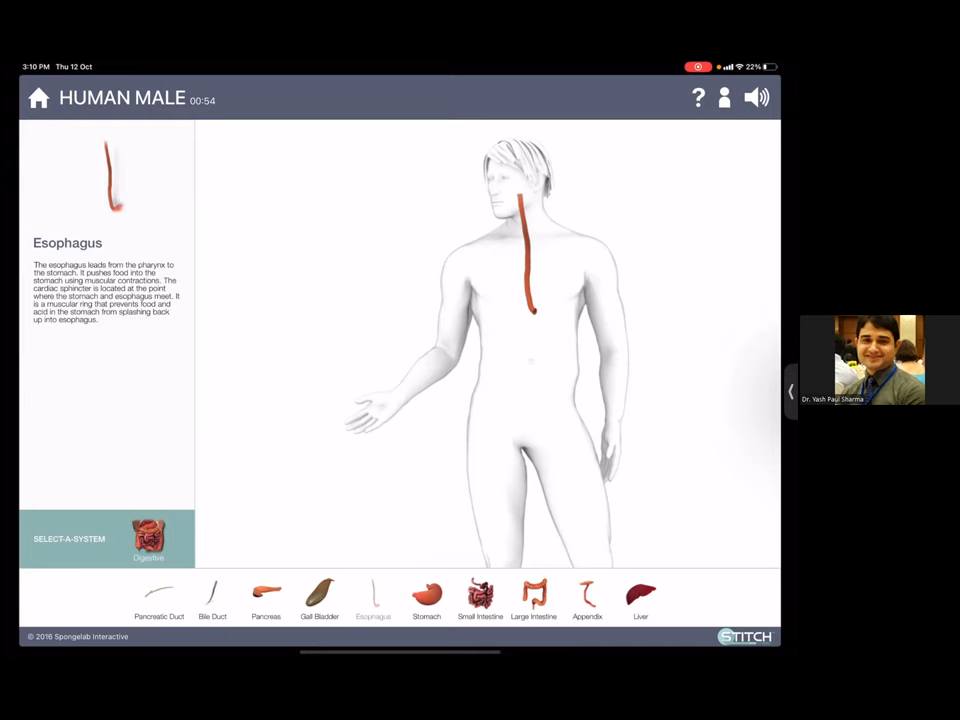 3:10 PM Thu 12 Oct
22%
HUMAN MALE 00:54
?
Esophagus
The esophagus leads from the pharynx to
the stomach. It pushes food into the
stomach using muscular contractions. The
cardiac sphincter is located at the point
where the stomach and esophagus meet. It
is a muscular ring that prevents food and
acid in the stomach from splashing back
up into esophagus.
Dr. Yash Paul Sharma
SELECT-A-SYSTEM
Digestive
Pancreatic Duct Bile Duct Pancreas Gall Bladder Esophagus Stomach Small Intestine Large Intestine Appendix Liver
© 2016 Spongelab Interactive
STITCH